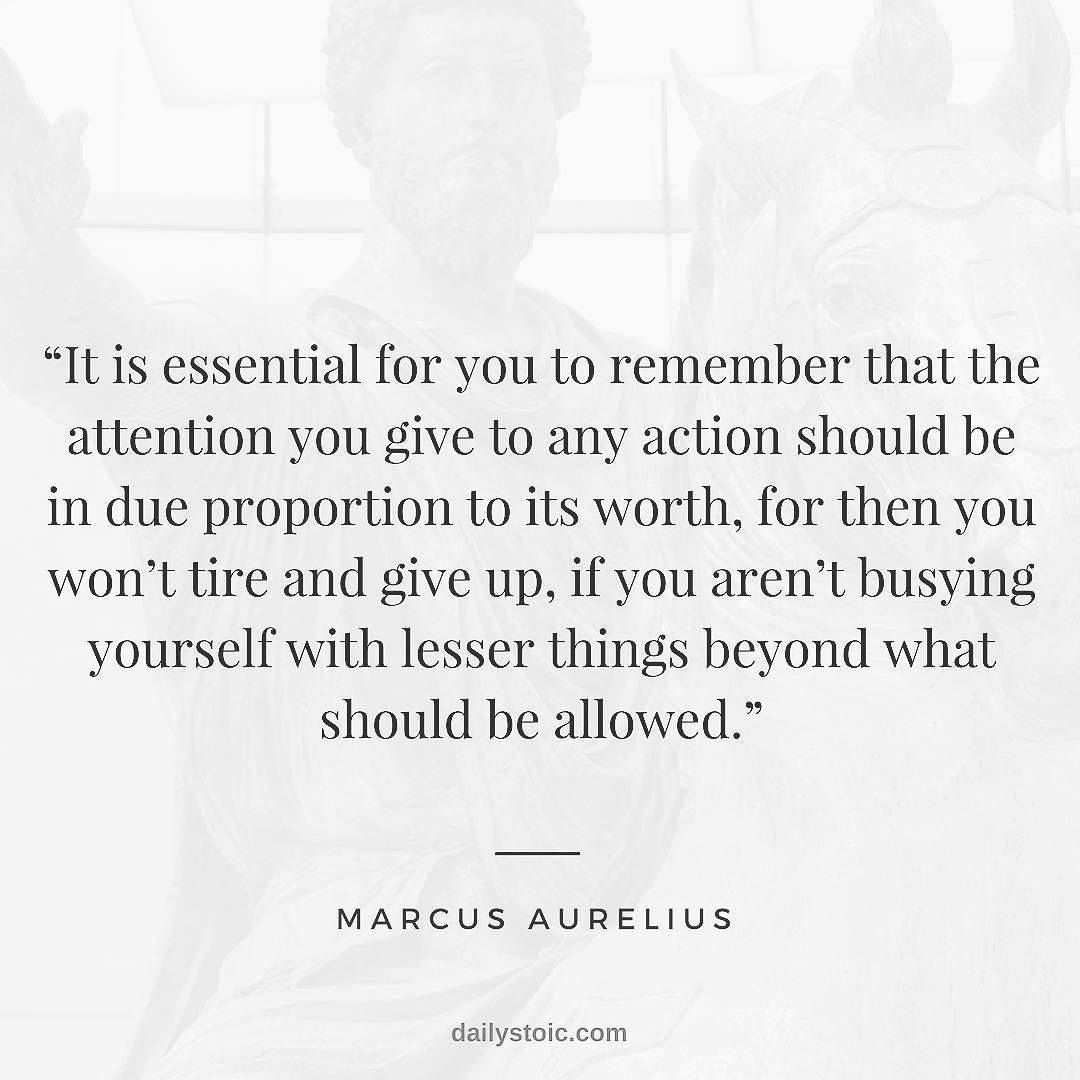 “It is essential for you to remember that the
attention you give to any action should be
in due proportion to its worth, for then you
won’t tire and give up, if you aren’t busying
yourself with lesser things beyond what
should be allowed.”
MARCUS AURELIUS
dailystoic.com